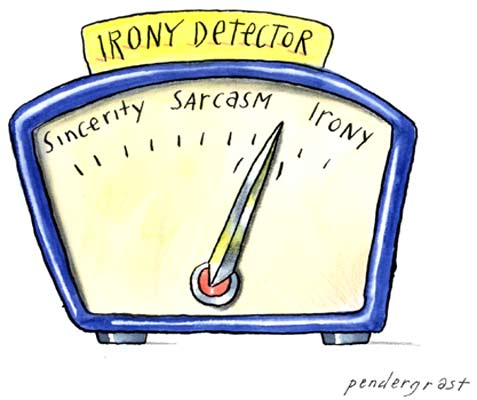 IRONY DETECTOR
Sincerity SARCASM IRONY
pendergrast